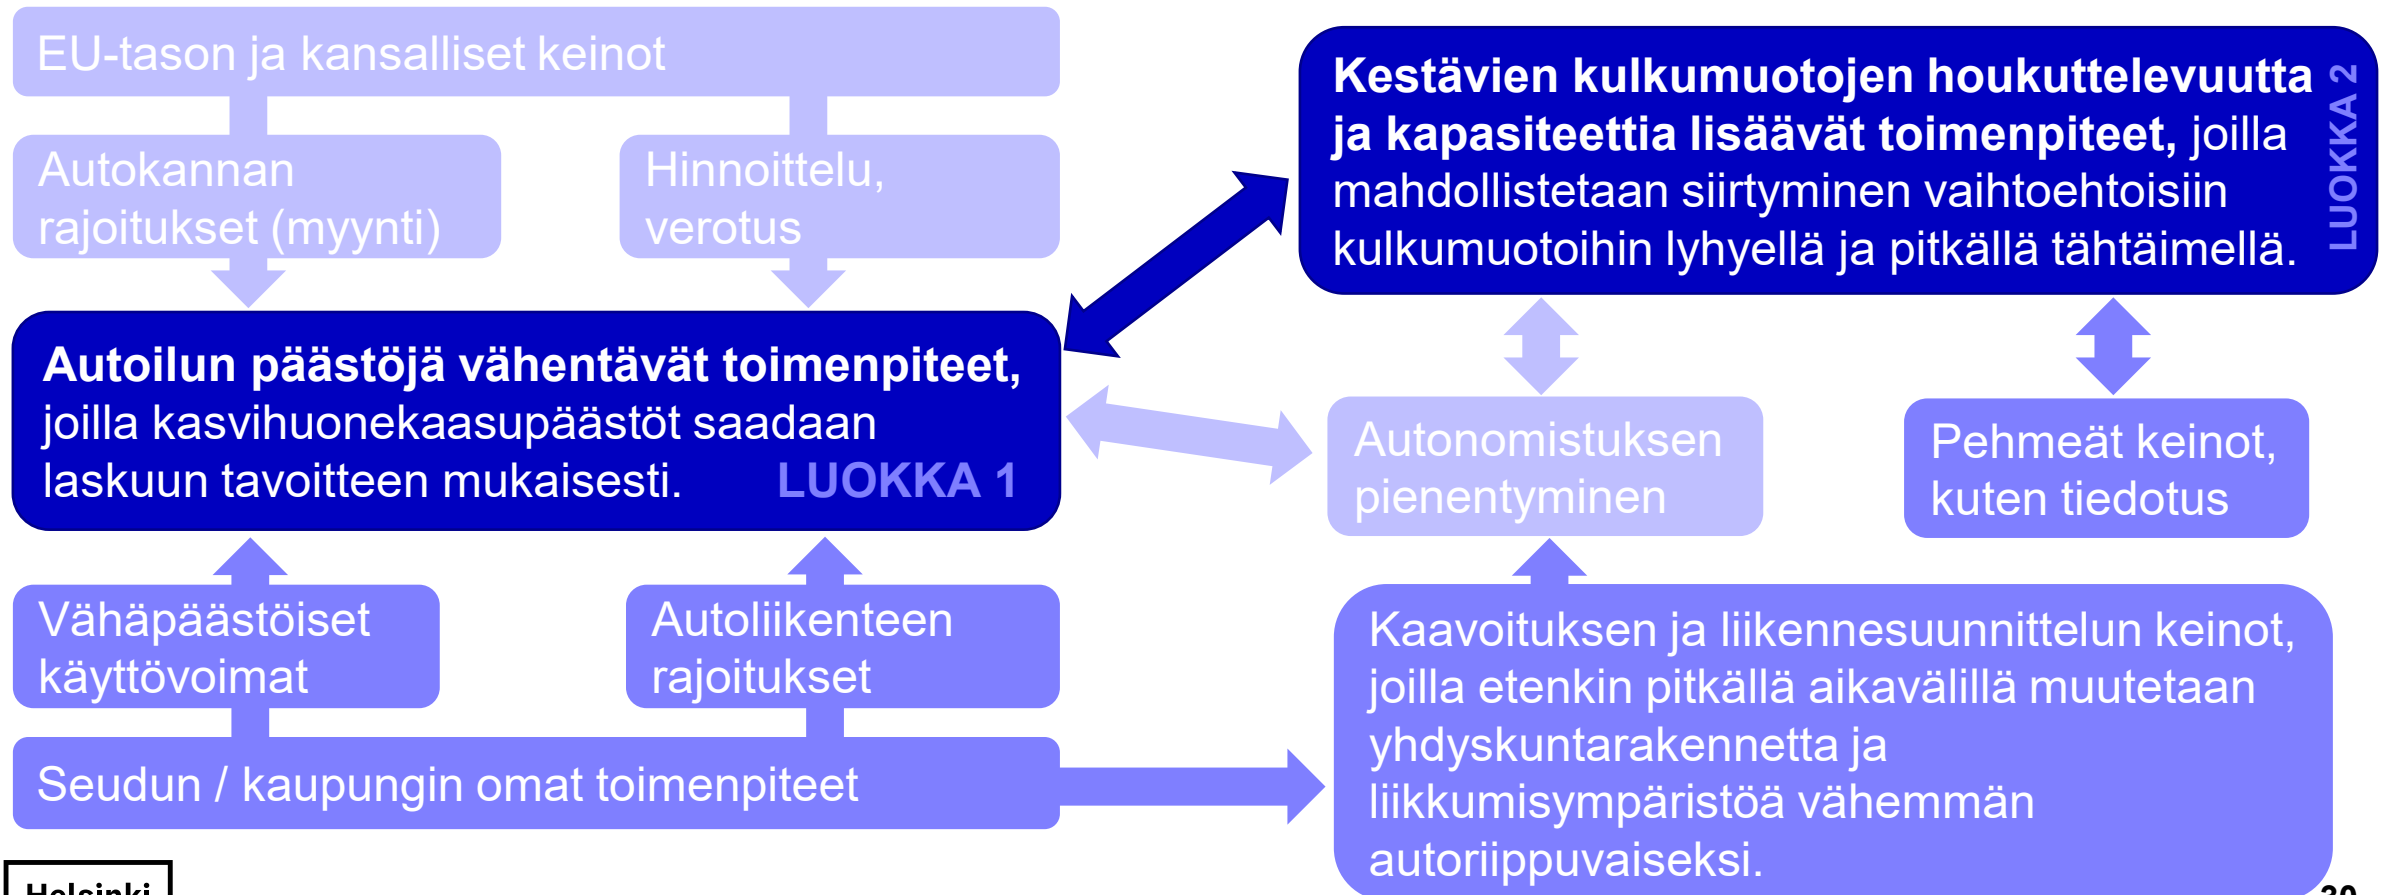 EU-tason ja kansalliset keinot
Autokannan
rajoitukset (myynti)
Hinnoittelu,
verotus
Autoilun päästöjä vähentävät toimenpiteet,
joilla kasvihuonekaasupäästöt saadaan
laskuun tavoitteen mukaisesti. LUOKKA 1
Vähäpäästöiset
käyttövoimat
Autoliikenteen
rajoitukset
Seudun / kaupungin omat toimenpiteet
Kestävien kulkumuotojen houkuttelevuutta
ja kapasiteettia lisäävät toimenpiteet, joilla
mahdollistetaan siirtyminen vaihtoehtoisiin
kulkumuotoihin lyhyellä ja pitkällä tähtäimellä.
LUOKKA 2
Autonomistuksen
pienentyminen
Pehmeät keinot,
kuten tiedotus
Kaavoituksen ja liikennesuunnittelun keinot,
joilla etenkin pitkällä aikavälillä muutetaan
yhdyskuntarakennetta ja
liikkumisympäristöä vähemmän
autoriippuvaiseksi.
Helsinki